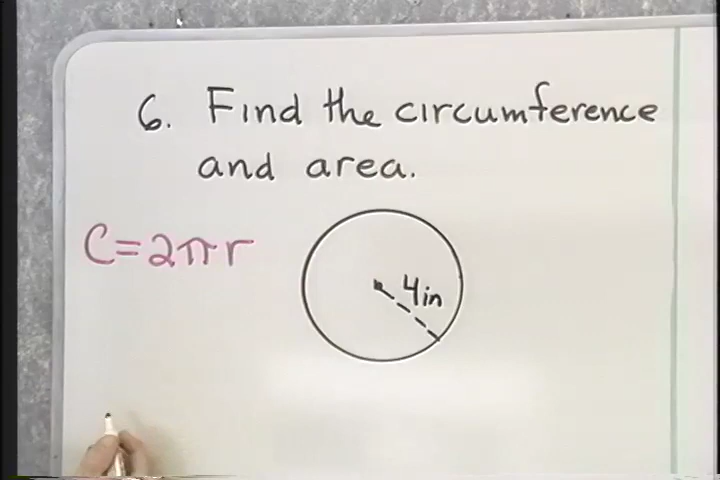 6. Find the circumference
and area.
C=2πr
4in